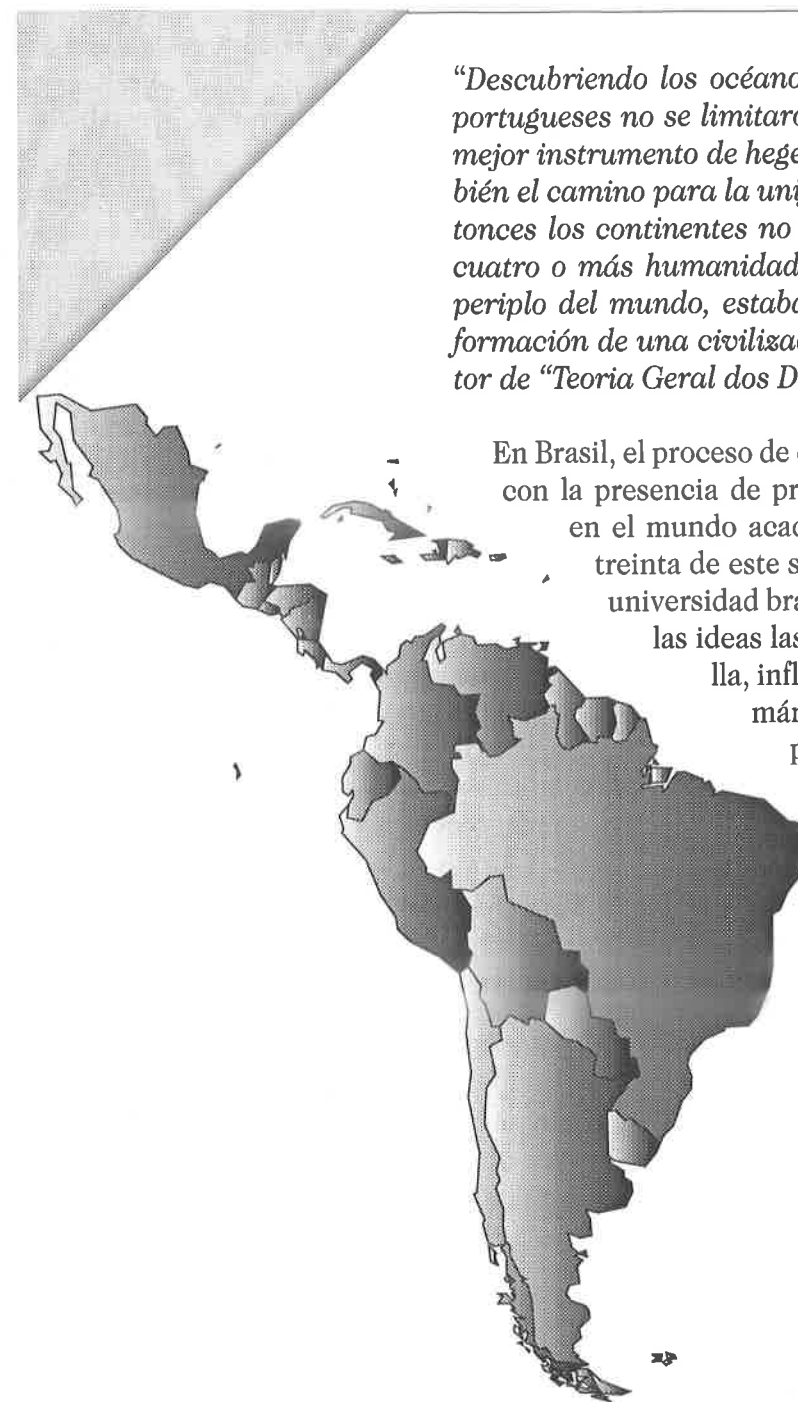 “Descubriendo los océano
portugueses no se limitaro
mejor instrumento de hege
bién el camino para la uni
tonces los continentes no
cuatro o más humanidad
periplo del mundo, estab
formación de una civiliza
tor de “Teoria Geral dos D
En Brasil, el proceso de
con la presencia de pr
en el mundo acad
treinta de este s
universidad bra
las ideas las
lla, infl
már
p